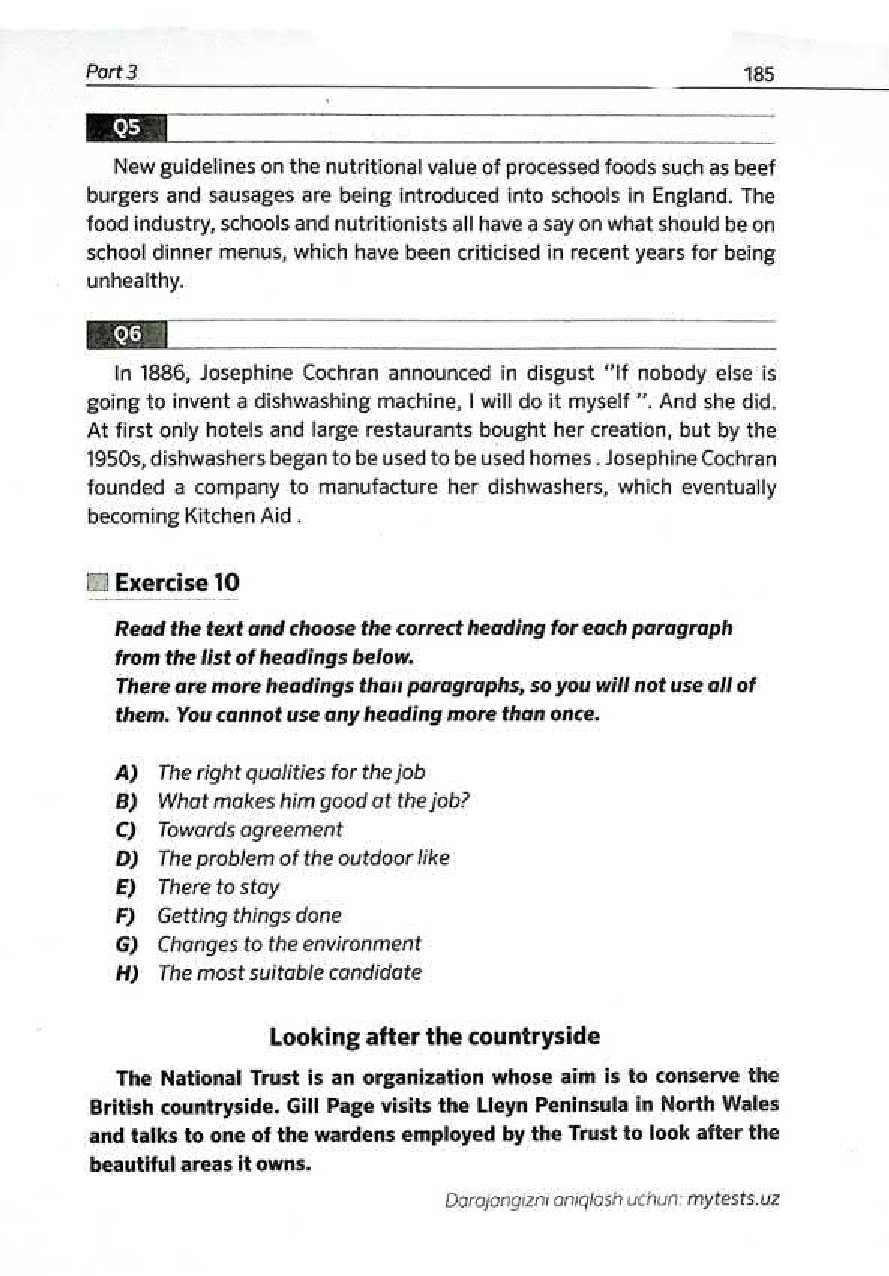 Part 3 185
Q5
New guidelines on the nutritional value of processed foods such as beef
burgers and sausages are being introduced into schools in England. The
food industry, schools and nutritionists all have a say on what should be on
school dinner menus, which have been criticised in recent years for being
unhealthy.
Q6
In 1886, Josephine Cochran announced in disgust "If nobody else is
going to invent a dishwashing machine, I will do it myself ". And she did.
At first only hotels and large restaurants bought her creation, but by the
1950s, dishwashers began to be used to be used homes . Josephine Cochran
founded a company to manufacture her dishwashers, which eventually
becoming Kitchen Aid .
Exercise 10
Read the text and choose the correct heading for each paragraph
from the list of headings below.
There are more headings than paragraphs, so you will not use all of
them. You cannot use any heading more than once.
A) The right qualities for the job
B) What makes him good at the job?
C) Towards agreement
D) The problem of the outdoor like
E) There to stay
F) Getting things done
G) Changes to the environment
H) The most suitable candidate
Looking after the countryside
The National Trust is an organization whose aim is to conserve the
British countryside. Gill Page visits the Lleyn Peninsula in North Wales
and talks to one of the wardens employed by the Trust to look after the
beautiful areas it owns.
Darajangizni aniqlash uchun: mytests.uz